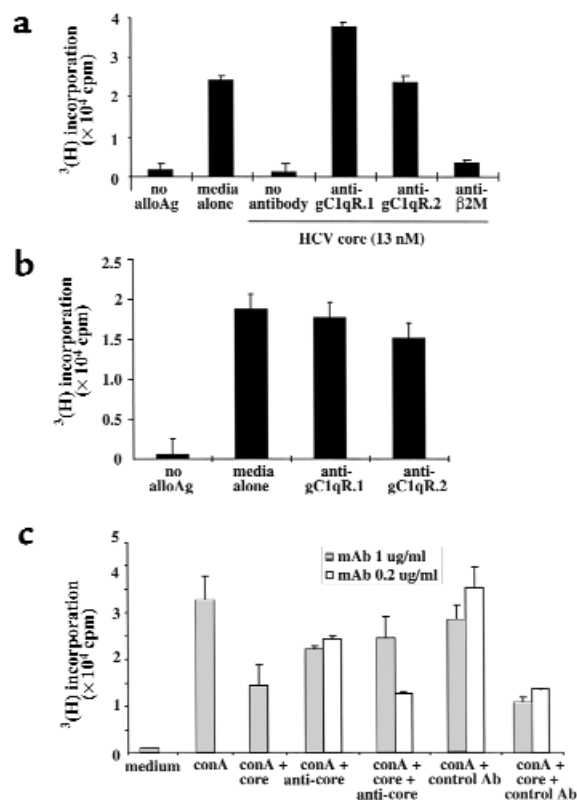 a
³(H) incorporation
(× 10⁴ cpm)
4
3
2
1
0
no
alloAg
media
alone
no
antibody
anti-
gC1qR.1
anti-
gC1qR.2
anti-
β2M
HCV core (13 nM)
b
³(H) incorporation
(× 10⁴ cpm)
2.5
2
1.5
1
0.5
0
no
alloAg
media
alone
anti-
gC1qR.1
anti-
gC1qR.2
c
³(H) incorporation
(× 10⁴ cpm)
5
4
3
2
1
0
mAb 1 ug/ml
mAb 0.2 ug/ml
medium
conA
conA +
core
conA +
anti-core
conA +
core +
anti-core
conA +
control Ab
conA +
core +
control Ab